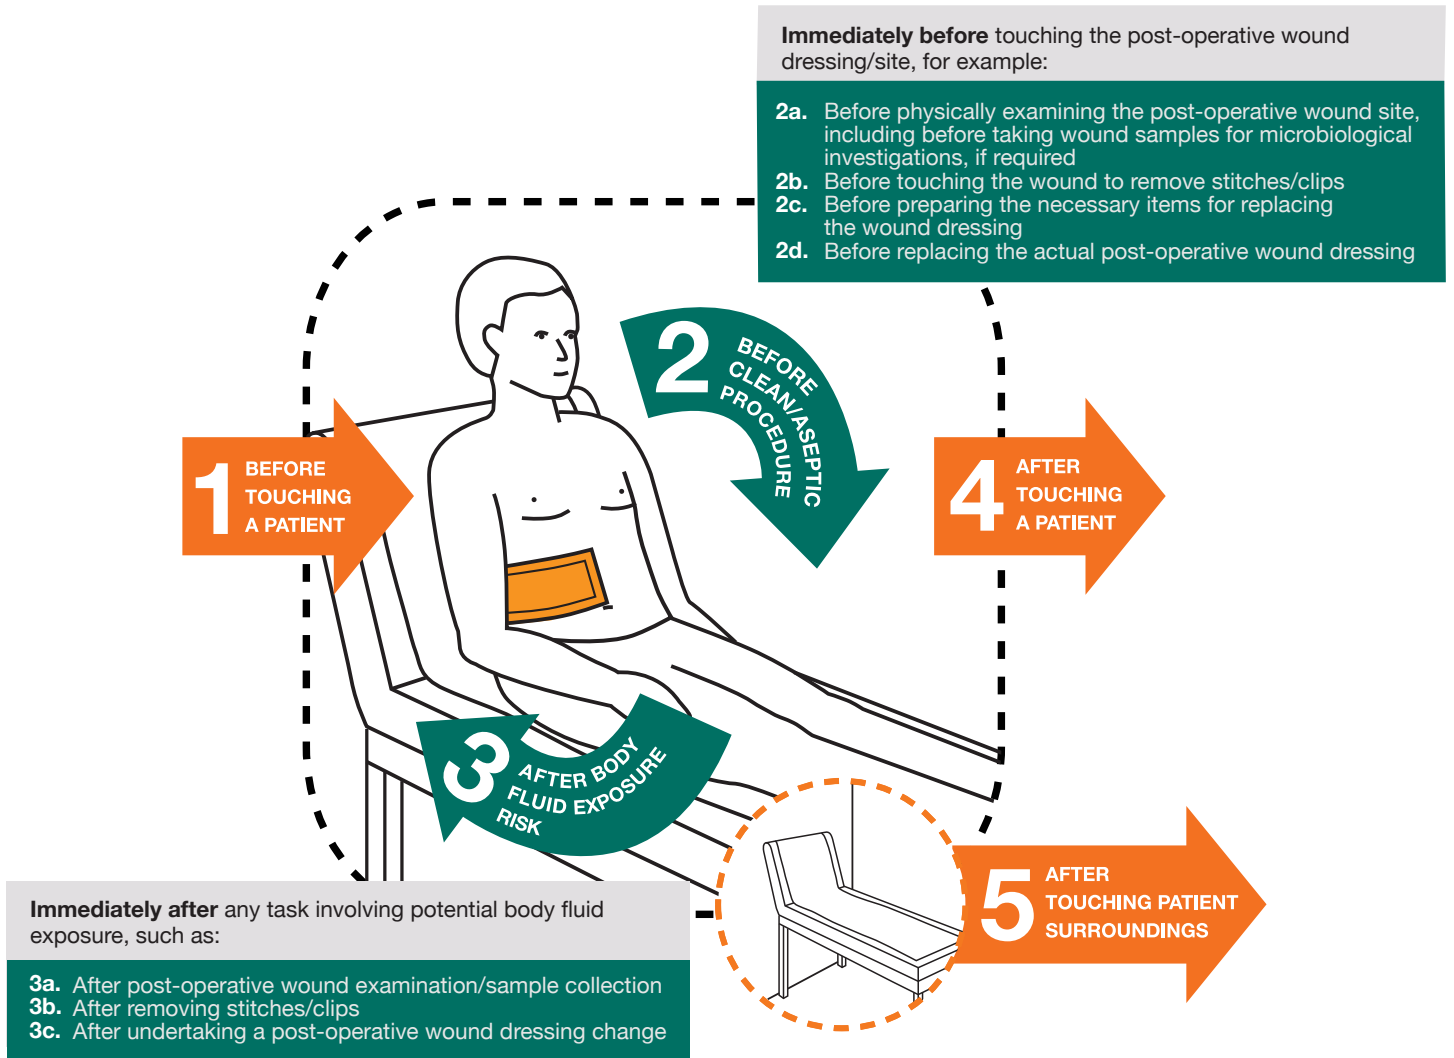 Immediately before touching the post-operative wound
dressing/site, for example:
2a. Before physically examining the post-operative wound site,
including before taking wound samples for microbiological
investigations, if required
2b. Before touching the wound to remove stitches/clips
2c. Before preparing the necessary items for replacing
the wound dressing
2d. Before replacing the actual post-operative wound dressing
1
BEFORE
TOUCHING
A PATIENT
2
BEFORE
CLEAN/ASEPTIC
PROCEDURE
3
AFTER BODY
FLUID EXPOSURE
RISK
4
AFTER
TOUCHING
A PATIENT
5
AFTER
TOUCHING PATIENT
SURROUNDINGS
Immediately after any task involving potential body fluid
exposure, such as:
3a. After post-operative wound examination/sample collection
3b. After removing stitches/clips
3c. After undertaking a post-operative wound dressing change